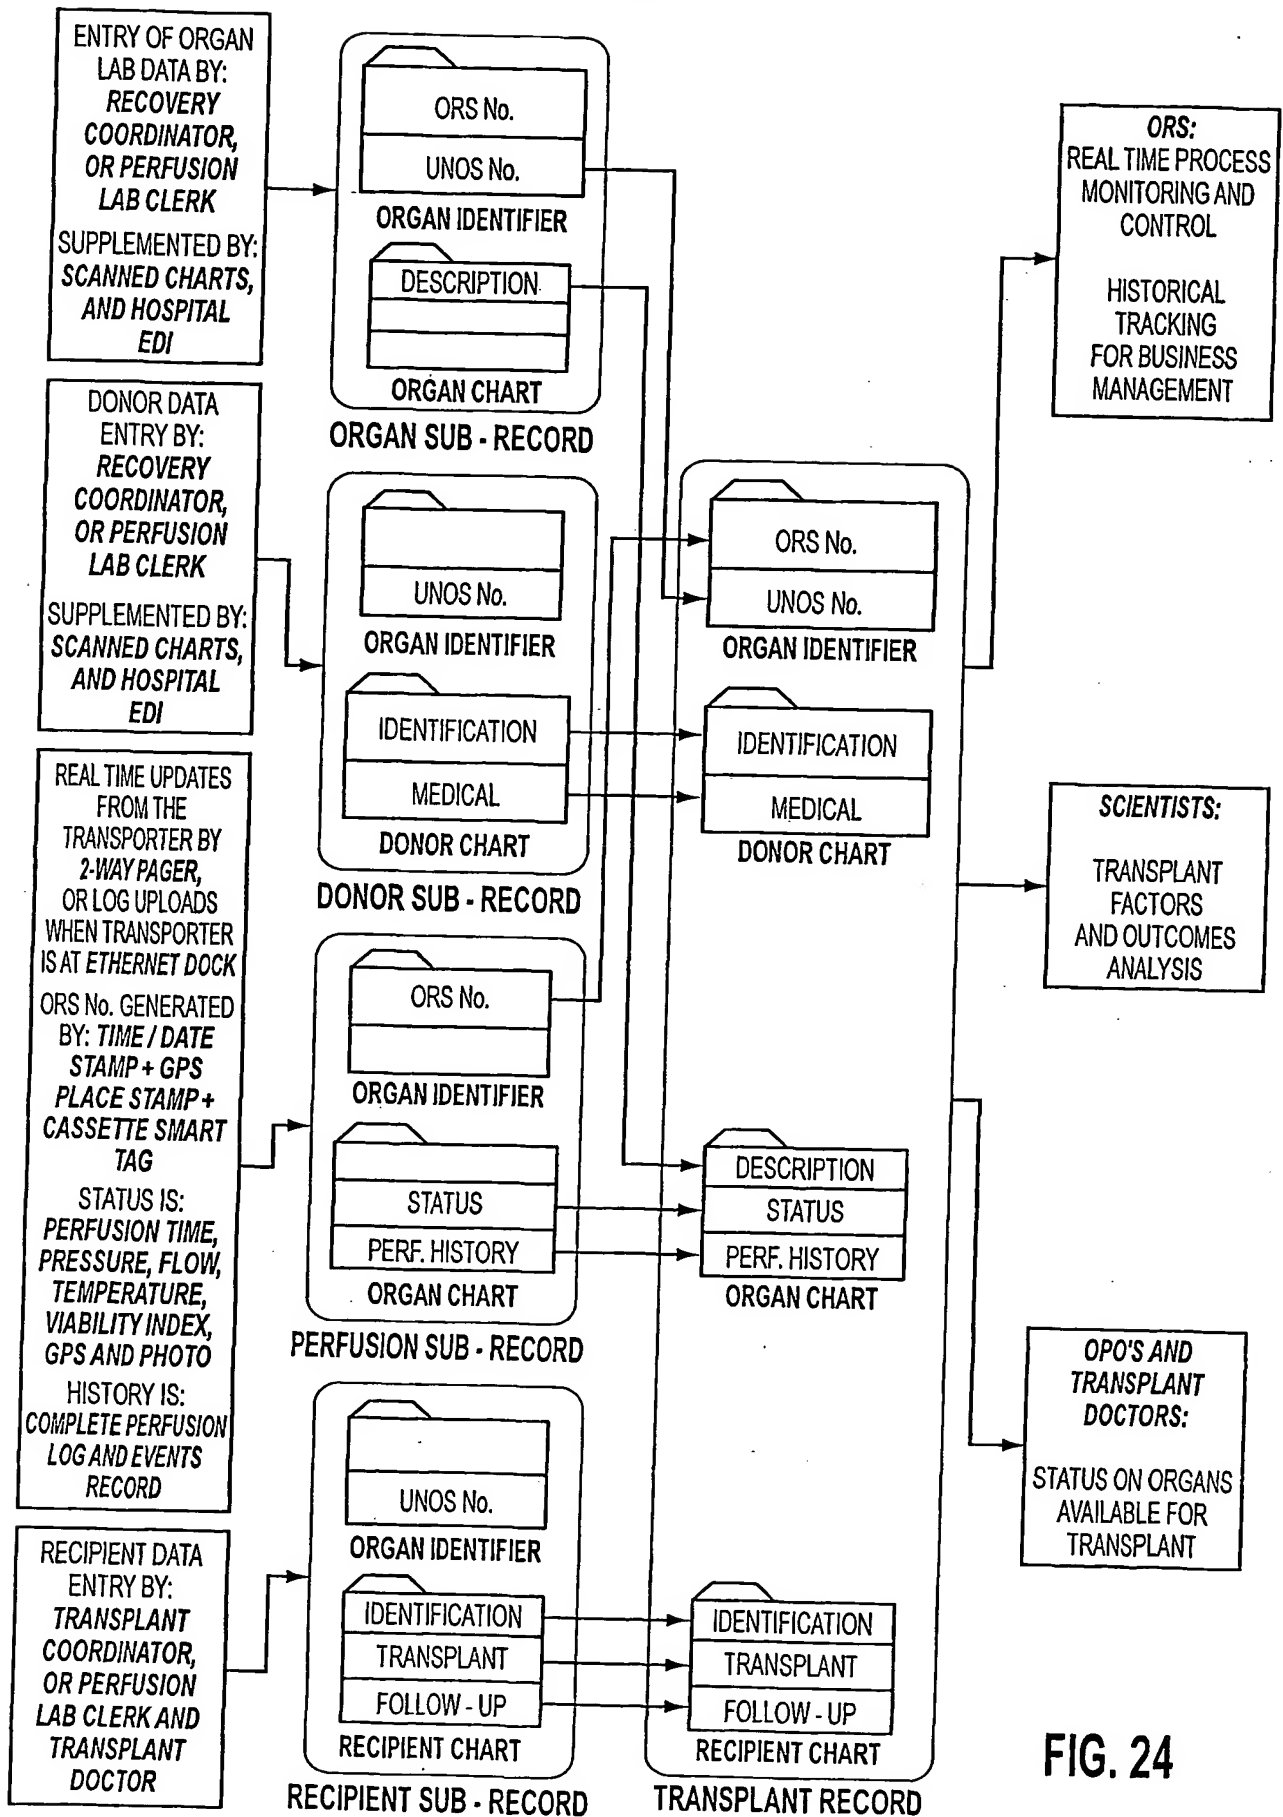 ENTRY OF ORGAN
LAB DATA BY:
RECOVERY
COORDINATOR,
OR PERFUSION
LAB CLERK
SUPPLEMENTED BY:
SCANNED CHARTS,
AND HOSPITAL
EDI
ORS No.
UNOS No.
ORGAN IDENTIFIER
DESCRIPTION
ORGAN CHART
ORGAN SUB - RECORD
DONOR DATA
ENTRY BY:
RECOVERY
COORDINATOR,
OR PERFUSION
LAB CLERK
SUPPLEMENTED BY:
SCANNED CHARTS,
AND HOSPITAL
EDI
UNOS No.
ORGAN IDENTIFIER
IDENTIFICATION
MEDICAL
DONOR CHART
DONOR SUB - RECORD
REAL TIME UPDATES
FROM THE
TRANSPORTER BY
2-WAY PAGER,
OR LOG UPLOADS
WHEN TRANSPORTER
IS AT ETHERNET DOCK
ORS No. GENERATED
BY: TIME / DATE
STAMP + GPS
PLACE STAMP +
CASSETTE SMART
TAG
STATUS IS:
PERFUSION TIME,
PRESSURE, FLOW,
TEMPERATURE,
VIABILITY INDEX,
GPS AND PHOTO
HISTORY IS:
COMPLETE PERFUSION
LOG AND EVENTS
RECORD
ORS No.
ORGAN IDENTIFIER
STATUS
PERF. HISTORY
ORGAN CHART
PERFUSION SUB - RECORD
RECIPIENT DATA
ENTRY BY:
TRANSPLANT
COORDINATOR,
OR PERFUSION
LAB CLERK AND
TRANSPLANT
DOCTOR
UNOS No.
ORGAN IDENTIFIER
IDENTIFICATION
TRANSPLANT
FOLLOW - UP
RECIPIENT CHART
RECIPIENT SUB - RECORD
ORS No.
UNOS No.
ORGAN IDENTIFIER
IDENTIFICATION
MEDICAL
DONOR CHART
DESCRIPTION
STATUS
PERF. HISTORY
ORGAN CHART
IDENTIFICATION
TRANSPLANT
FOLLOW - UP
RECIPIENT CHART
TRANSPLANT RECORD
ORS:
REAL TIME PROCESS
MONITORING AND
CONTROL
HISTORICAL
TRACKING
FOR BUSINESS
MANAGEMENT
SCIENTISTS:
TRANSPLANT
FACTORS
AND OUTCOMES
ANALYSIS
OPO'S AND
TRANSPLANT
DOCTORS:
STATUS ON ORGANS
AVAILABLE FOR
TRANSPLANT
FIG. 24